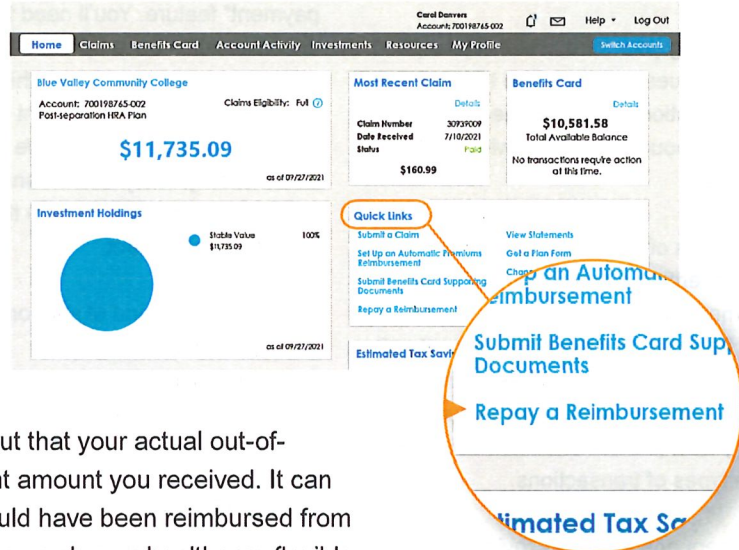 Carol Danvers
Account: 700198765-002
Help
Log Out
Home Claims Benefits Card Account Activity Investments Resources My Profile
Switch Accounts
Blue Valley Community College
Account: 700198765-002
Post-separation HRA Plan
Claims Eligibility: Full
$11,735.09
as of 09/27/2021
Most Recent Claim
Details
Claim Number 30939009
Date Received 7/10/2021
Status Paid
$160.99
Benefits Card
Details
$10,581.58
Total Available Balance
No transactions require action
at this time.
Investment Holdings
Stable Value 100%
$11,735.09
as of 09/27/2021
Quick Links
Submit a Claim
Set Up an Automatic Premiums
Reimbursement
Submit Benefits Card Supporting
Documents
Repay a Reimbursement
View Statements
Get a Plan Form
Chang
Estimated Tax Savin
p an Automa
eimbursement
Submit Benefits Card Supp
Documents
Repay a Reimbursement
timated Tax Sa
ut that your actual out-of-
nt amount you received. It can
ould have been reimbursed from